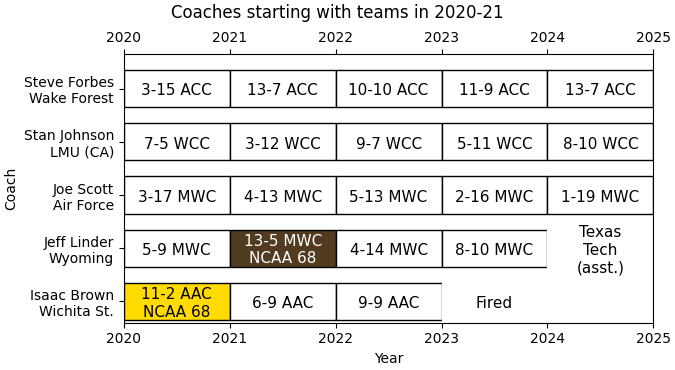 Coaches starting with teams in 2020-21
2020 2021 2022 2023 2024 2025
Steve Forbes
Wake Forest
3-15 ACC 13-7 ACC 10-10 ACC 11-9 ACC 13-7 ACC
Stan Johnson
LMU (CA)
7-5 WCC 3-12 WCC 9-7 WCC 5-11 WCC 8-10 WCC
Joe Scott
Air Force
3-17 MWC 4-13 MWC 5-13 MWC 2-16 MWC 1-19 MWC
Jeff Linder
Wyoming
5-9 MWC
13-5 MWC
NCAA 68
4-14 MWC 8-10 MWC
Texas
Tech
(asst.)
Isaac Brown
Wichita St.
11-2 AAC
NCAA 68
6-9 AAC 9-9 AAC Fired
Coach
2020 2021 2022 2023 2024 2025
Year